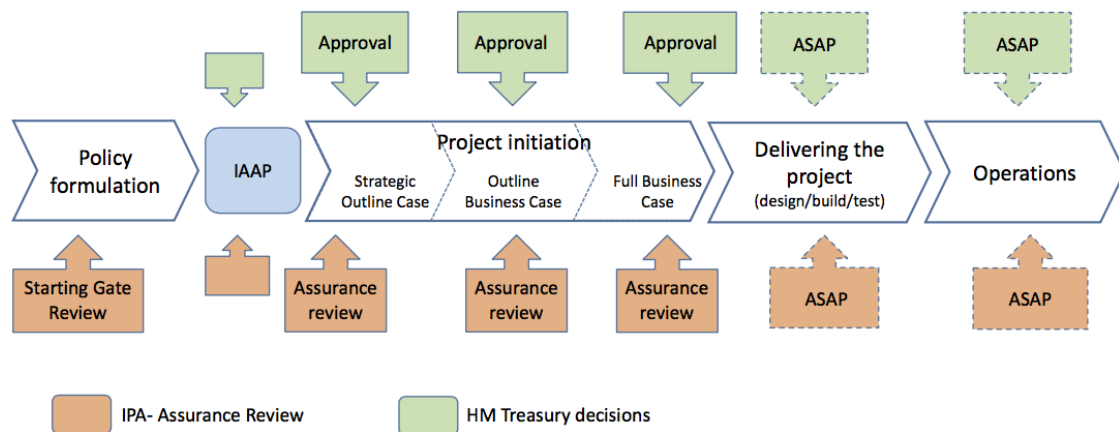 Approval
Approval
Approval
ASAP
ASAP
Policy
formulation
IAAP
Project initiation
Strategic
Outline Case
Outline
Business Case
Full Business
Case
Delivering the
project
(design/build/test)
Operations
Starting Gate
Review
Assurance
review
Assurance
review
Assurance
review
ASAP
ASAP
IPA- Assurance Review
HM Treasury decisions